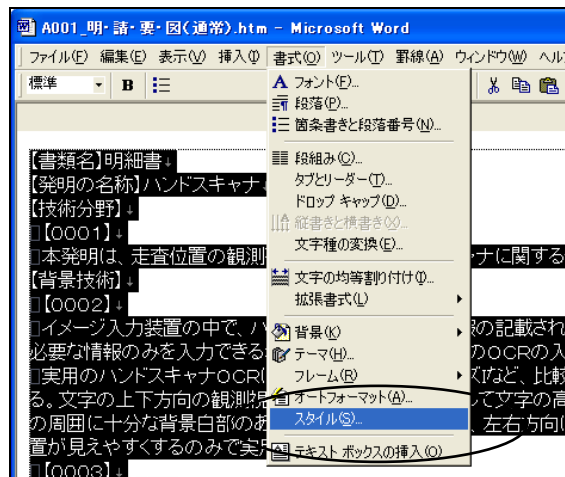 A001_明・請・要・図(通常).htm - Microsoft Word
ファイル(F) 編集(E) 表示(V) 挿入(I) 書式(O) ツール(T) 罫線(A) ウィンドウ(W) ヘル
標準 B
フォント(F)...
段落(P)...
箇条書きと段落番号(N)...
段組み(C)...
タブとリーダー(T)...
ドロップ キャップ(D)...
縦書きと横書き(X)...
文字種の変換(E)...
文字の均等割り付け(I)...
拡張書式(L)
背景(K)
テーマ(H)...
フレーム(R)
オートフォーマット(A)...
スタイル(S)...
テキスト ボックスの挿入(O)
【書類名】明細書↓
【発明の名称】ハンドスキャナ↓
【技術分野】↓
□【0001】↓
□本発明は、走査位置の観測 ャナに関する
【背景技術】↓
□【0002】↓
□イメージ入力装置の中で、ハ の記載され
必要な情報のみを入力できる のOCRの入
□実用のハンドスキャナOCR( など、比較
る。文字の上下方向の観測 して文字の高
の周囲に十分な背景白部のあ 、左右方向に
置が見えやすくするのみで実用
□【0003】↓